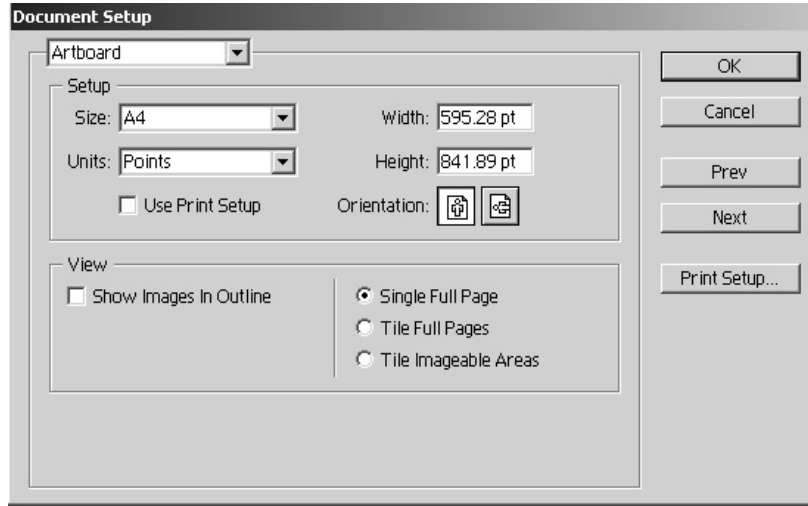 Document Setup
Artboard
OK
Setup
Size: A4
Width: 595.28 pt
Cancel
Units: Points
Height: 841.89 pt
Prev
Use Print Setup
Orientation:
Next
View
Print Setup...
Show Images In Outline
Single Full Page
Tile Full Pages
Tile Imageable Areas